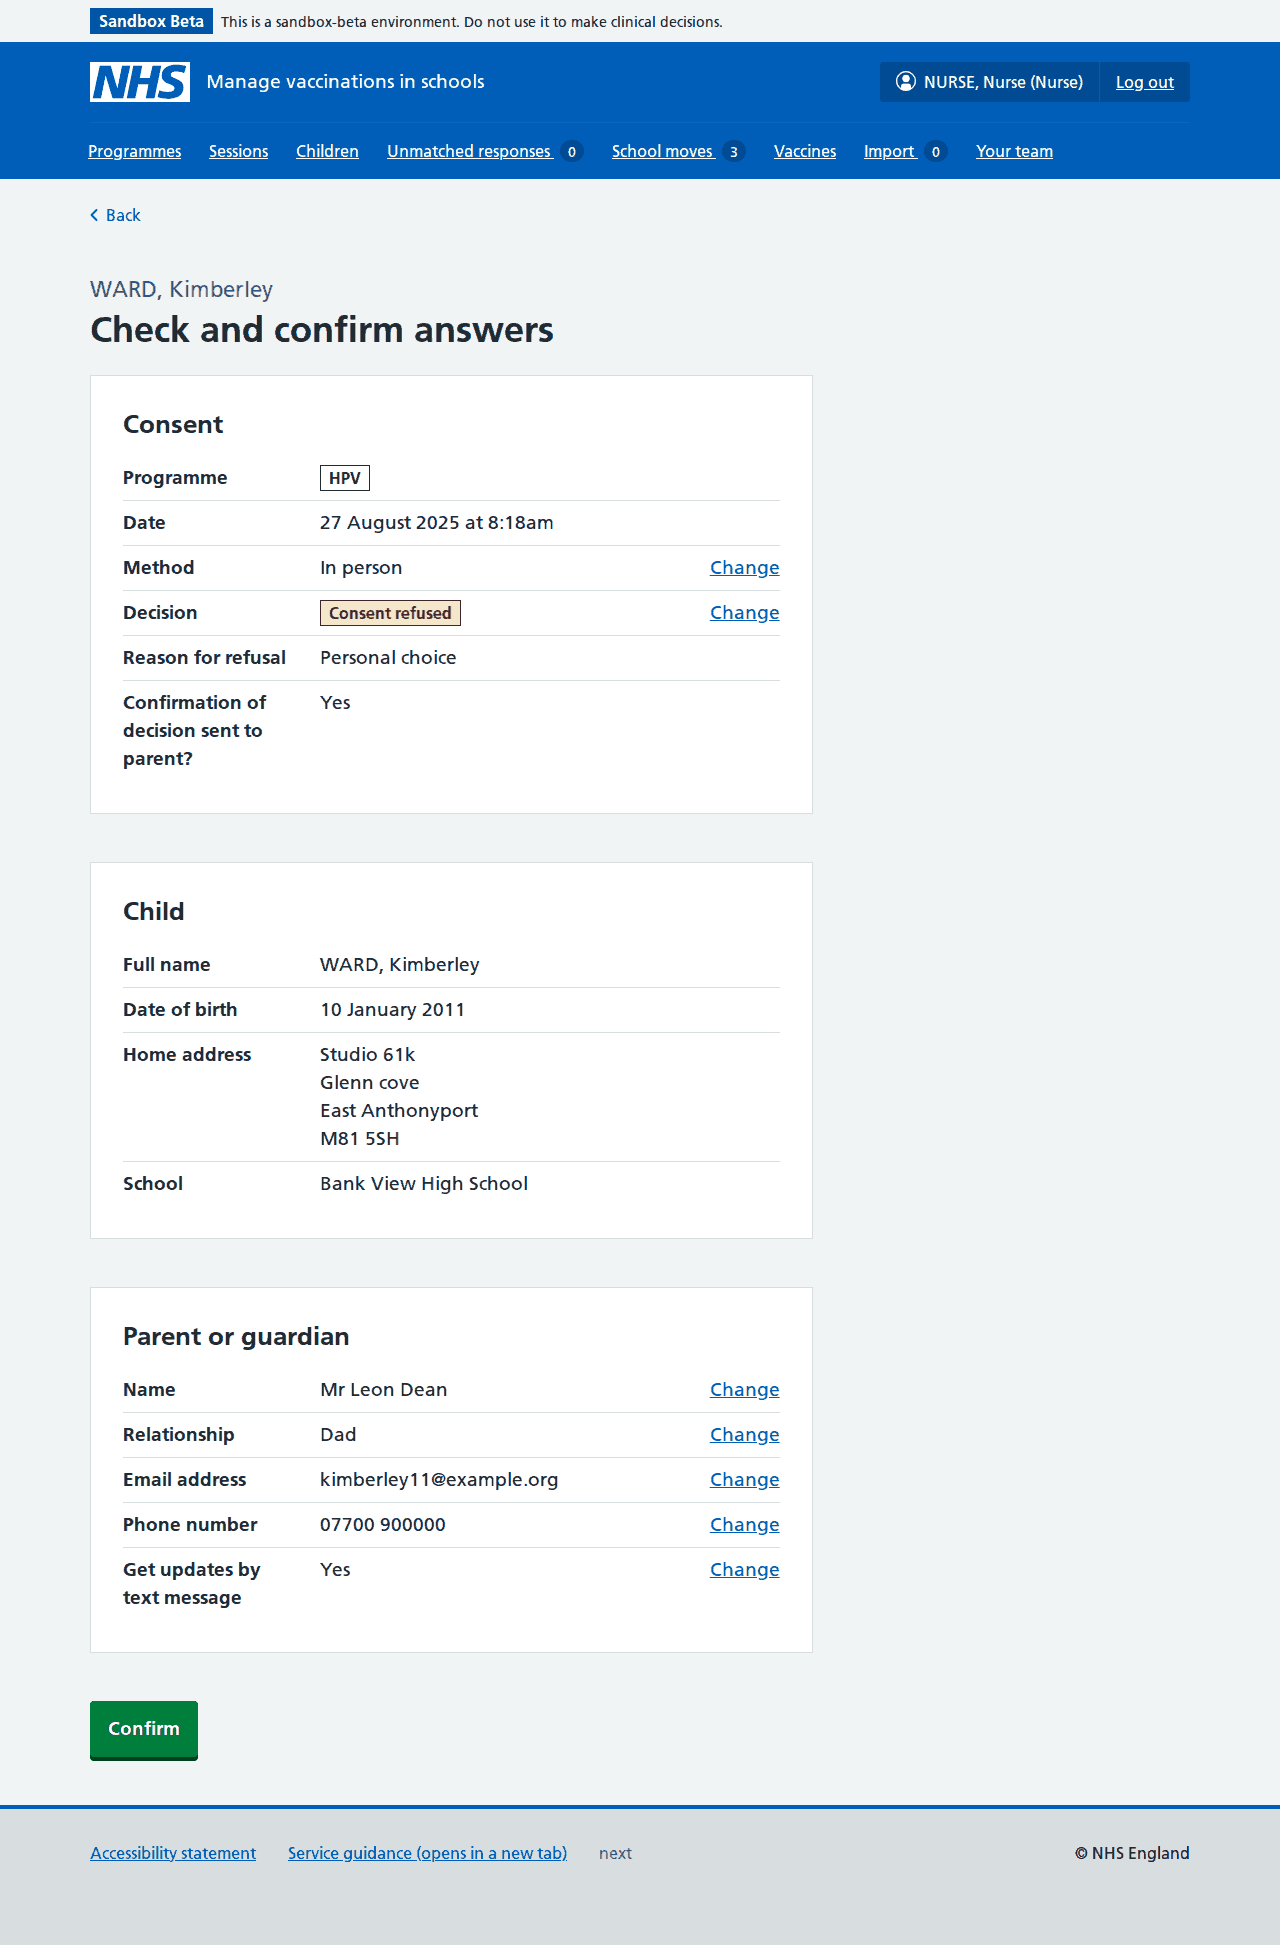 Sandbox Beta This is a sandbox-beta environment. Do not use it to make clinical decisions.
NHS Manage vaccinations in schools NURSE, Nurse (Nurse) Log out
Programmes Sessions Children Unmatched responses 0 School moves 3 Vaccines Import 0 Your team
Back
WARD, Kimberley
Check and confirm answers
Consent
Programme HPV
Date 27 August 2025 at 8:18am
Method In person Change
Decision Consent refused Change
Reason for refusal Personal choice
Confirmation of Yes
decision sent to
parent?
Child
Full name WARD, Kimberley
Date of birth 10 January 2011
Home address Studio 61k
Glenn cove
East Anthonyport
M81 5SH
School Bank View High School
Parent or guardian
Name Mr Leon Dean Change
Relationship Dad Change
Email address kimberley11@example.org Change
Phone number 07700 900000 Change
Get updates by Yes Change
text message
Confirm
Accessibility statement Service guidance (opens in a new tab) next © NHS England